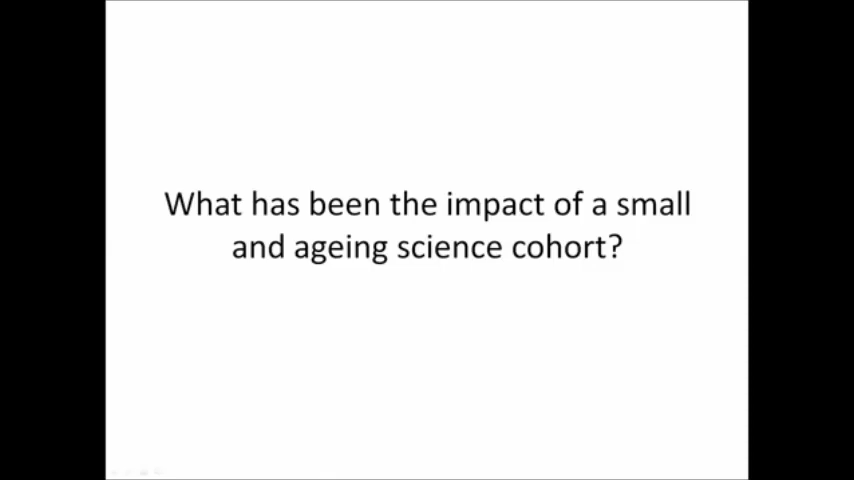 What has been the impact of a small
and ageing science cohort?